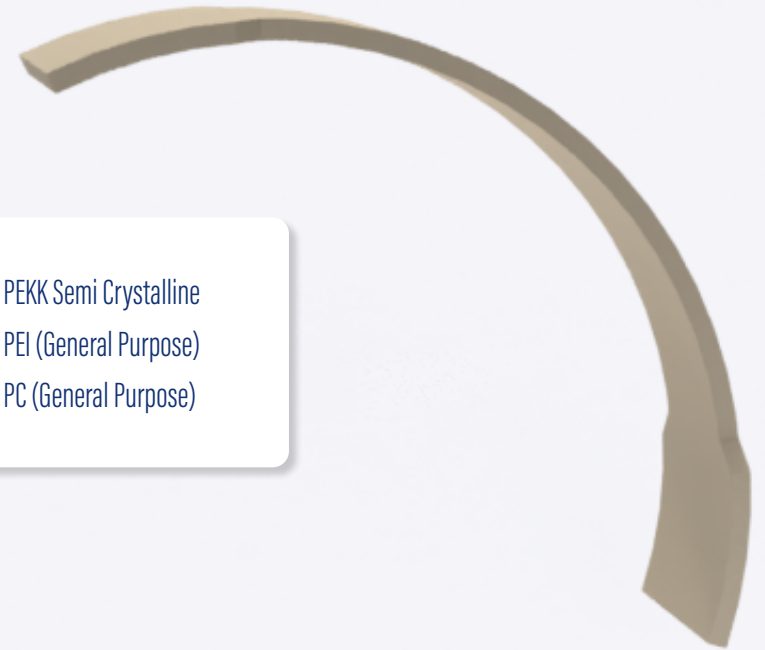 PEKK Semi Crystalline
PEI (General Purpose)
PC (General Purpose)